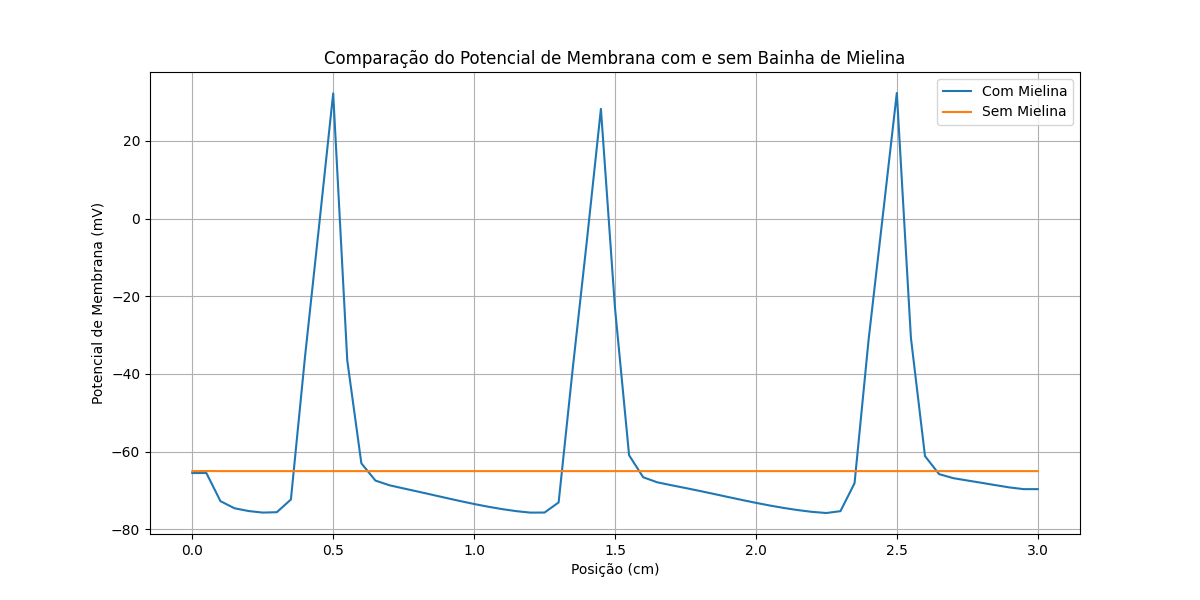 Comparação do Potencial de Membrana com e sem Bainha de Mielina
Com Mielina
Sem Mielina
Potencial de Membrana (mV)
20
0
−20
−40
−60
−80
0.0 0.5 1.0 1.5 2.0 2.5 3.0
Posição (cm)